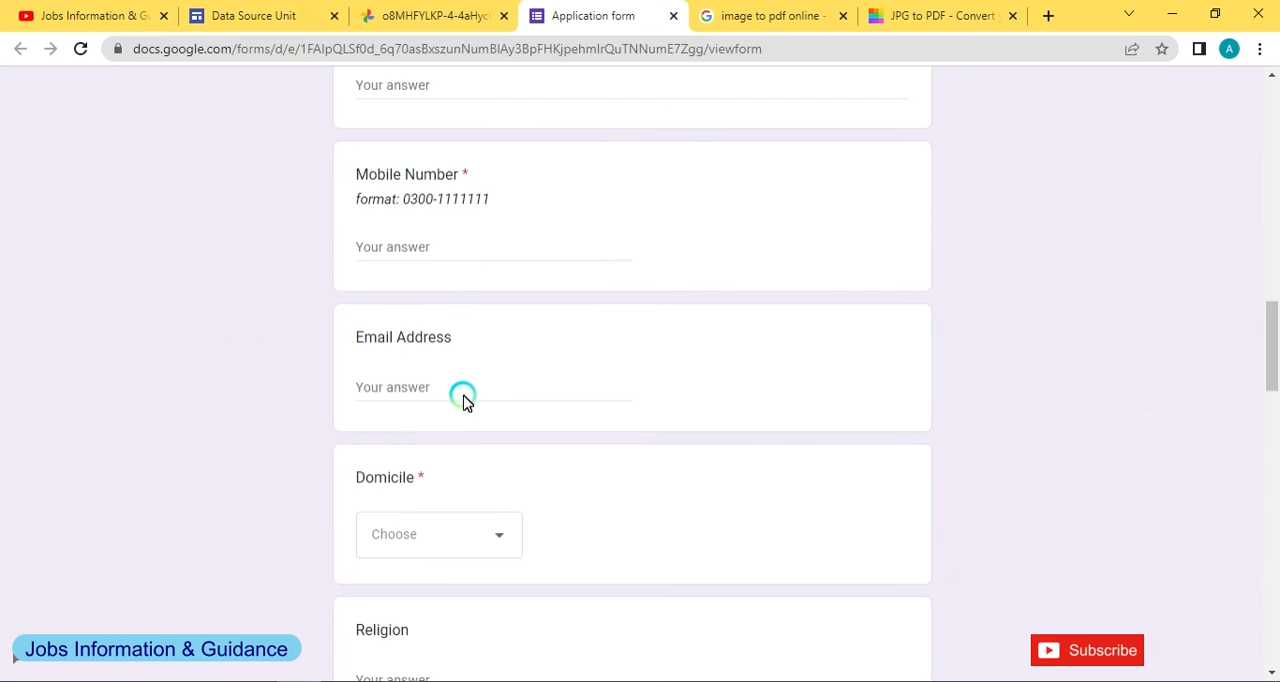 Jobs Information & Gu
Data Source Unit
o8MHFYLKP-4-4aHyc
Application form
image to pdf online -
JPG to PDF - Convert
docs.google.com/forms/d/e/1FAIpQLSf0d_6q70asBxszunNumBlAy3BpFHKjpehmIrQuTNNumE7Zgg/viewform
A
Your answer
Mobile Number *
format: 0300-1111111
Your answer
Email Address
Your answer
Domicile *
Choose
Religion
Your answer
Jobs Information & Guidance
Subscribe